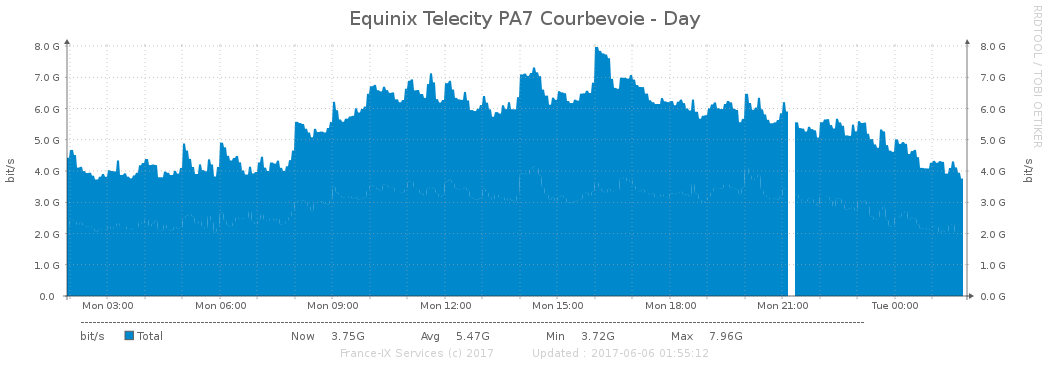 Equinix Telecity PA7 Courbevoie - Day
RRDTOOL / TOBI OETIKER
8.0 G 8.0 G
7.0 G 7.0 G
6.0 G 6.0 G
5.0 G 5.0 G
4.0 G 4.0 G
3.0 G 3.0 G
2.0 G 2.0 G
1.0 G 1.0 G
0.0 0.0 G
bit/s bit/s
Mon 03:00 Mon 06:00 Mon 09:00 Mon 12:00 Mon 15:00 Mon 18:00 Mon 21:00 Tue 00:00
bit/s Total Now 3.75G Avg 5.47G Min 3.72G Max 7.96G
France-IX Services (c) 2017 Updated : 2017-06-06 01:55:12